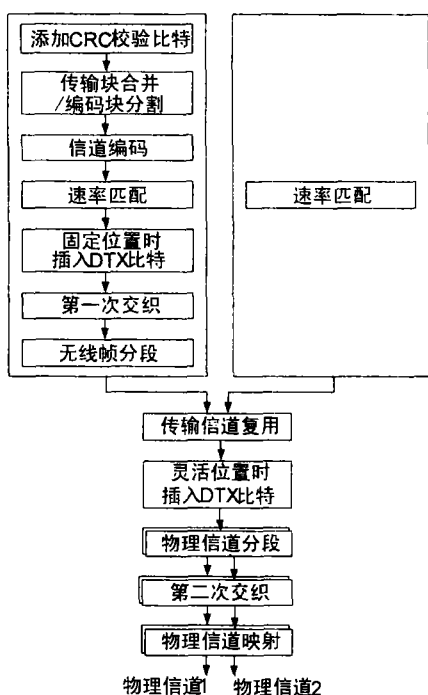 添加CRC校验比特
传输块合并
/编码块分割
信道编码
速率匹配
固定位置时
插入DTX比特
第一次交织
无线帧分段
速率匹配
传输信道复用
灵活位置时
插入DTX比特
物理信道分段
第二次交织
物理信道映射
物理信道1 物理信道2